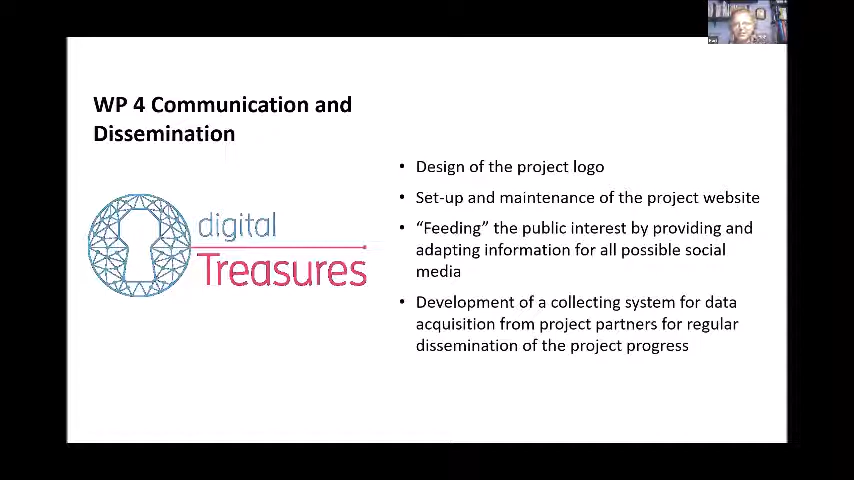 WP 4 Communication and
Dissemination
digital
Treasures
• Design of the project logo
• Set-up and maintenance of the project website
• “Feeding” the public interest by providing and
adapting information for all possible social
media
• Development of a collecting system for data
acquisition from project partners for regular
dissemination of the project progress